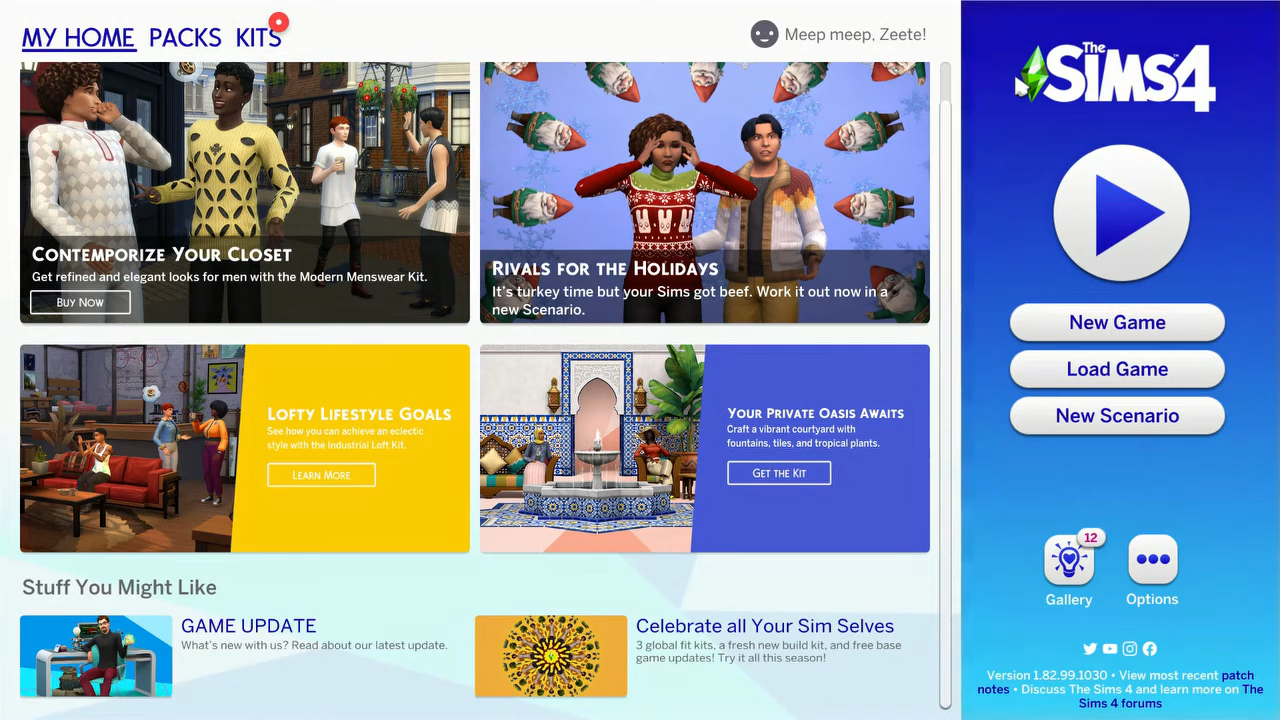 MY HOME PACKS KITS
Meep meep, Zeete!
The Sims 4
CONTEMPORIZE YOUR CLOSET
Get refined and elegant looks for men with the Modern Menswear Kit.
BUY NOW
RIVALS FOR THE HOLIDAYS
It's turkey time but your Sims got beef. Work it out now in a
new Scenario.
LOFTY LIFESTYLE GOALS
See how you can achieve an eclectic
style with the Industrial Loft Kit.
LEARN MORE
YOUR PRIVATE OASIS AWAITS
Craft a vibrant courtyard with
fountains, tiles, and tropical plants.
GET THE KIT
Stuff You Might Like
GAME UPDATE
What's new with us? Read about our latest update.
Celebrate all Your Sim Selves
3 global fit kits, a fresh new build kit, and free base
game updates! Try it all this season!
New Game
Load Game
New Scenario
12
Gallery
Options
Version 1.82.99.1030 • View most recent patch
notes • Discuss The Sims 4 and learn more on The
Sims 4 forums